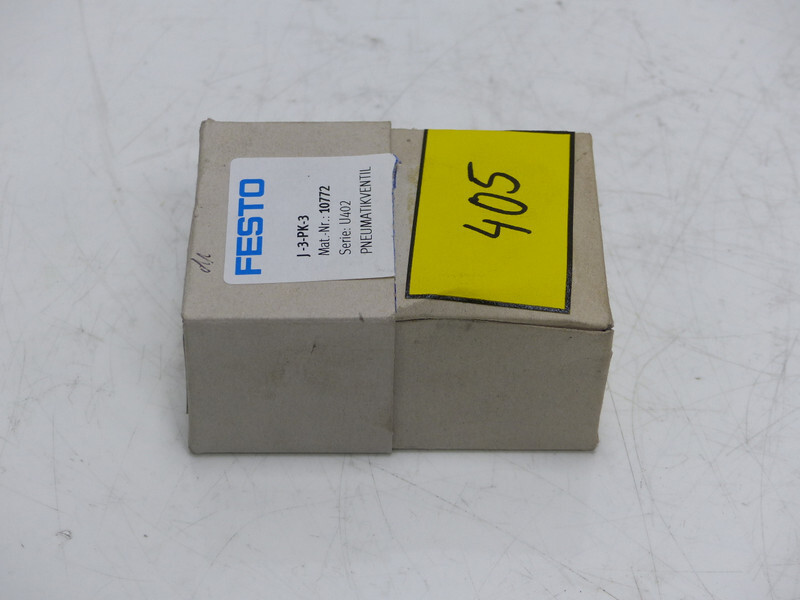 FESTO
J -3-PK-3
Mat.-Nr.: 10772
Serie: U402
PNEUMATIKVENTIL
405